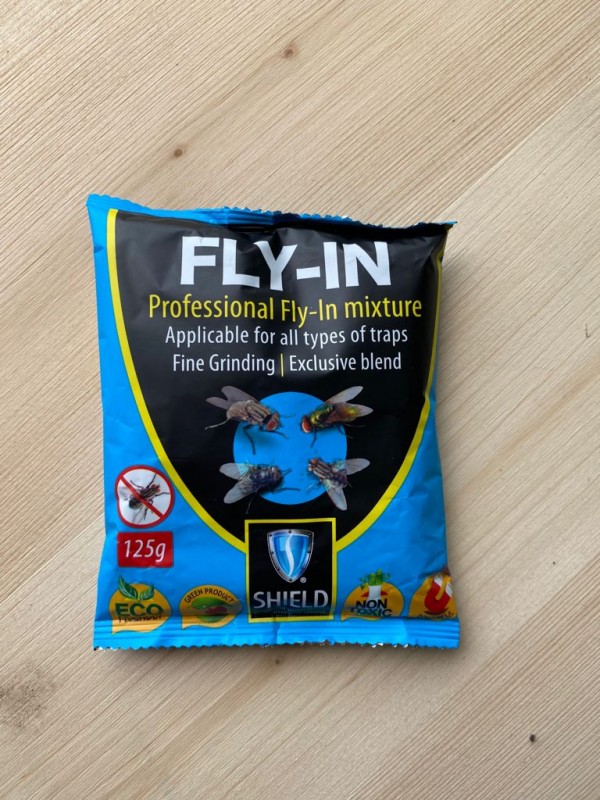 FLY-IN
Professional Fly-In mixture
Applicable for all types of traps
Fine Grinding | Exclusive blend
125g
ECO
GREEN PRODUCT
SHIELD
NON
TOXIC